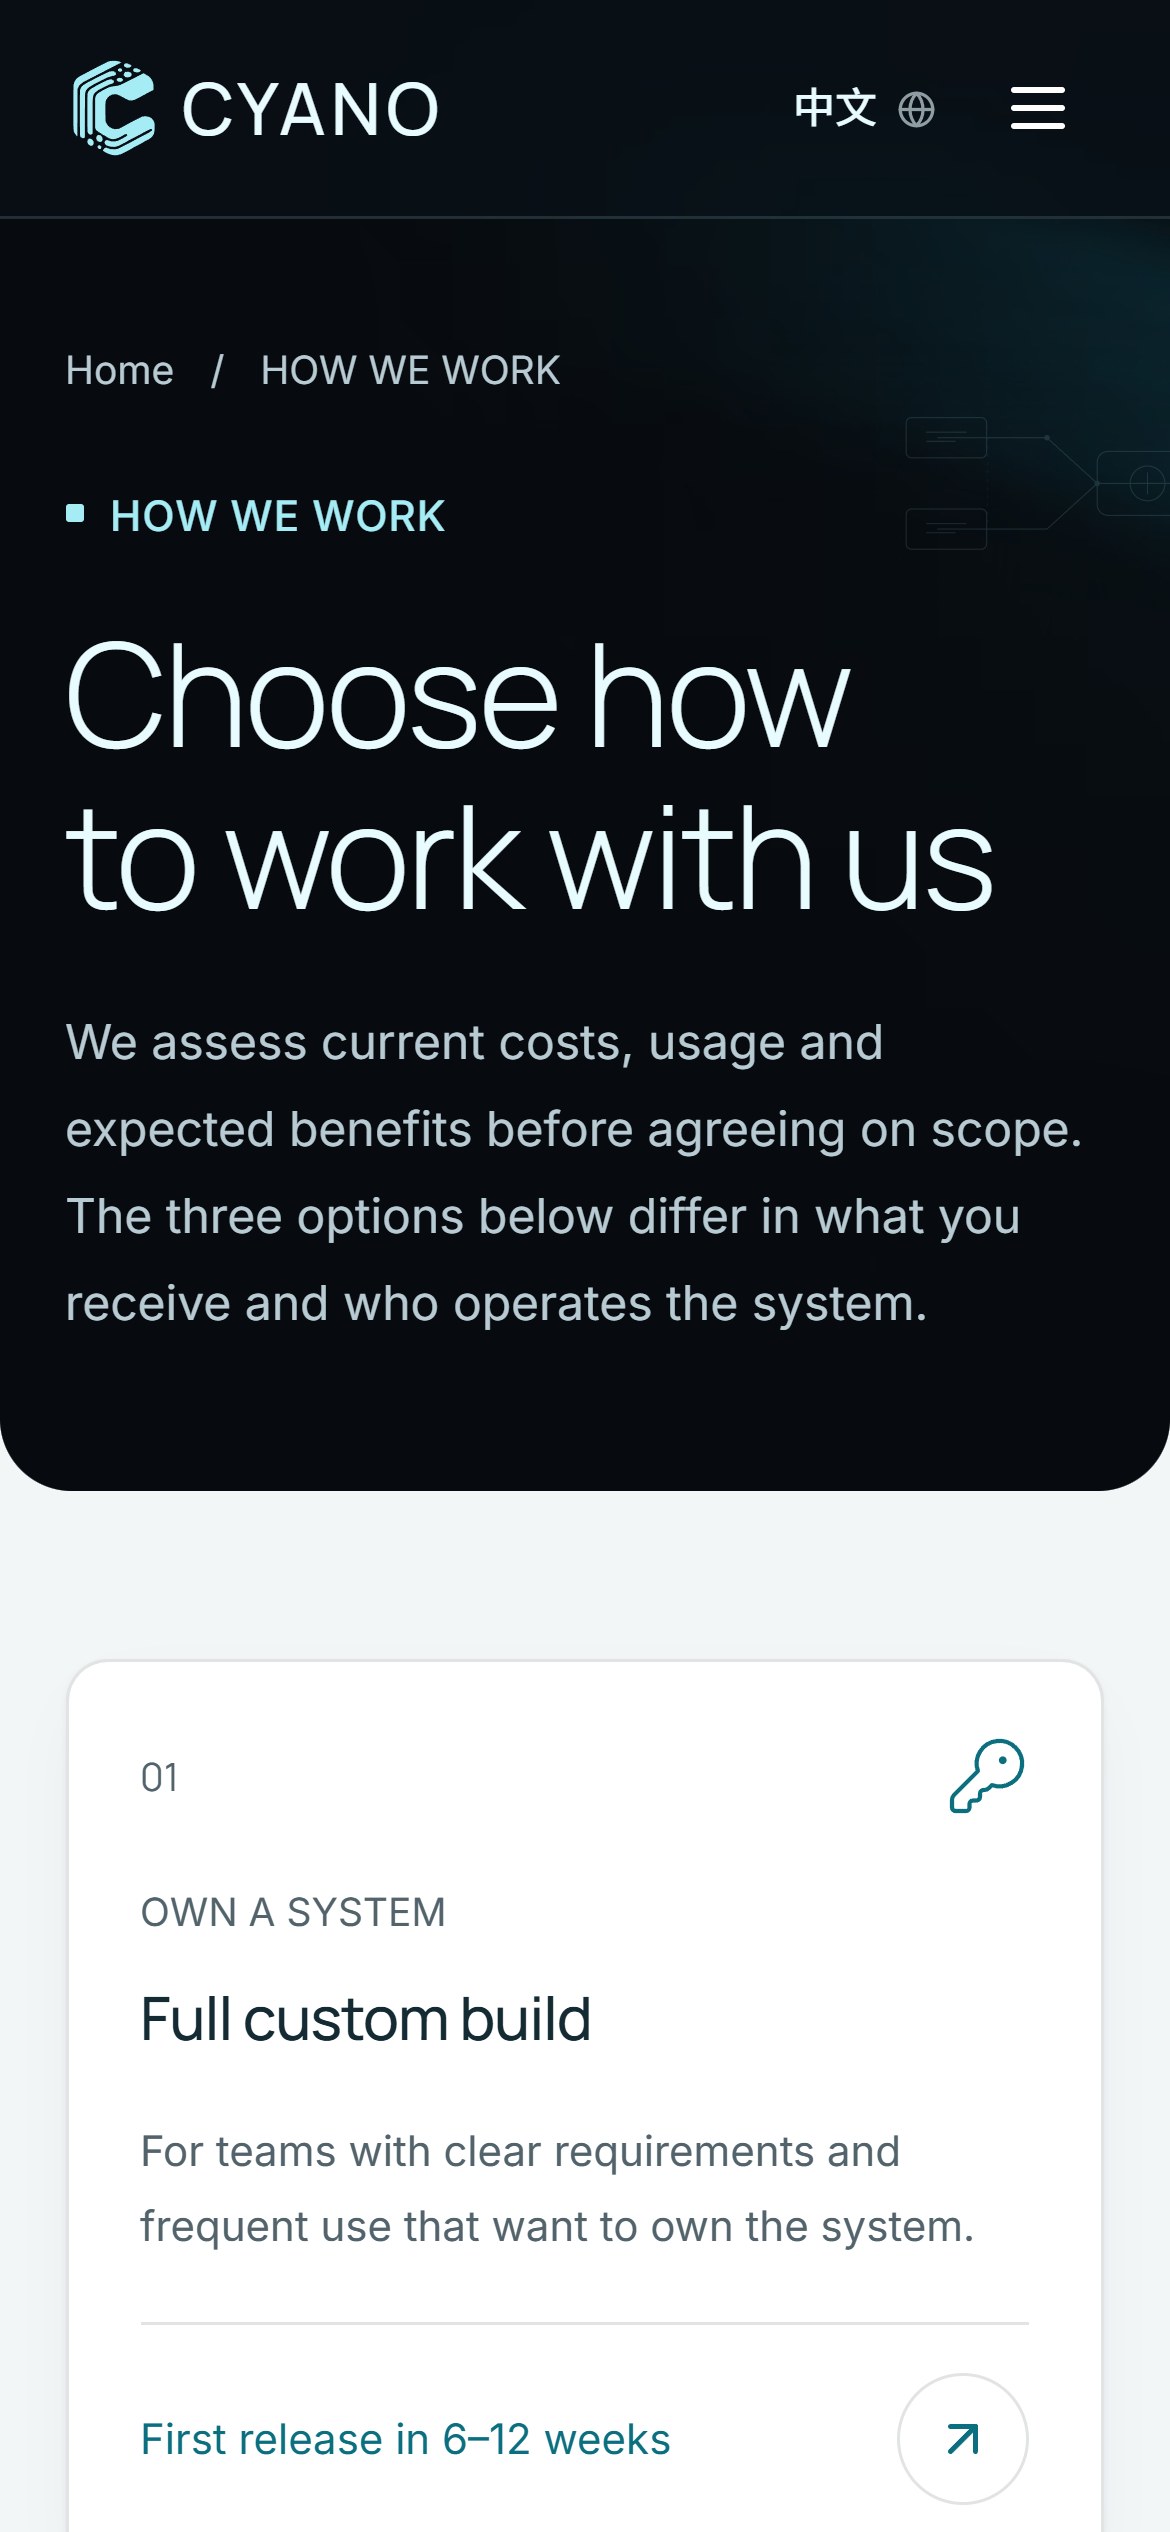 CYANO
中文
Home / HOW WE WORK
HOW WE WORK
Choose how
to work with us
We assess current costs, usage and
expected benefits before agreeing on scope.
The three options below differ in what you
receive and who operates the system.
01
OWN A SYSTEM
Full custom build
For teams with clear requirements and
frequent use that want to own the system.
First release in 6–12 weeks